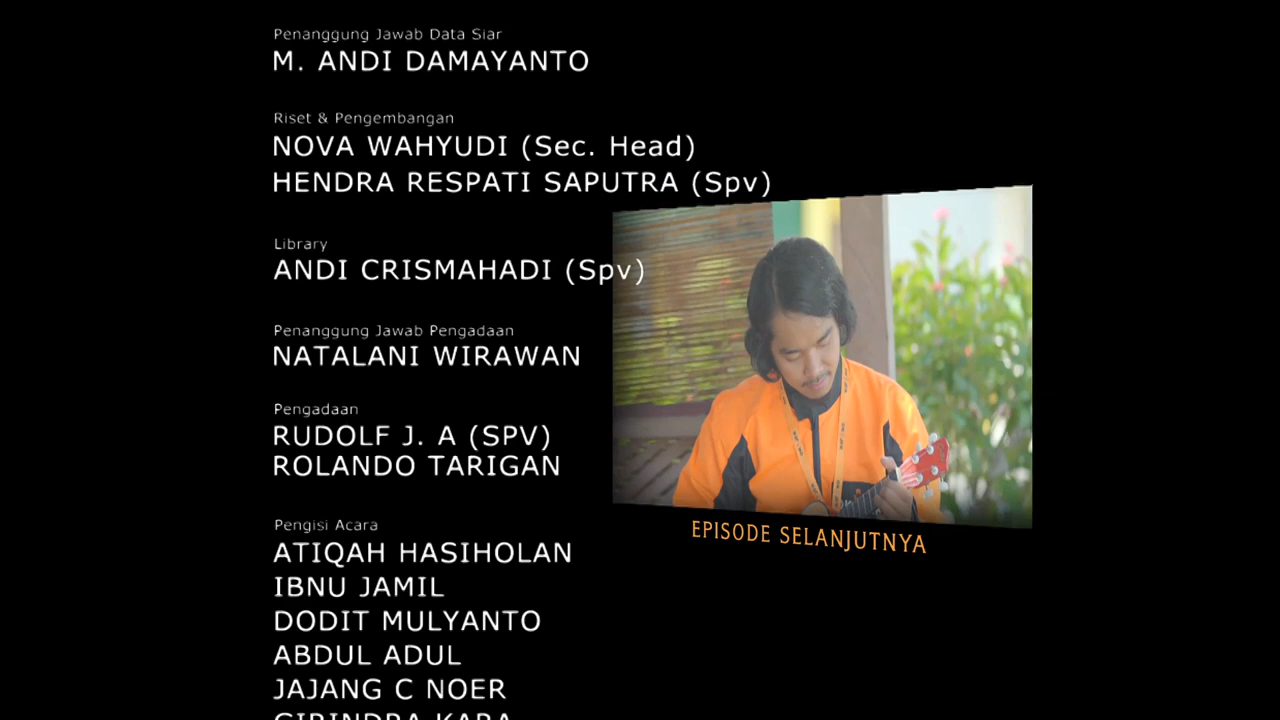 Penanggung Jawab Data Siar
M. ANDI DAMAYANTO
Riset & Pengembangan
NOVA WAHYUDI (Sec. Head)
HENDRA RESPATI SAPUTRA (Spv)
Library
ANDI CRISMAHADI (Spv)
Penanggung Jawab Pengadaan
NATALANI WIRAWAN
Pengadaan
RUDOLF J. A (SPV)
ROLANDO TARIGAN
Pengisi Acara
ATIQAH HASIHOLAN
IBNU JAMIL
DODIT MULYANTO
ABDUL ADUL
JAJANG C NOER
GIRINDRA KARA
EPISODE SELANJUTNYA